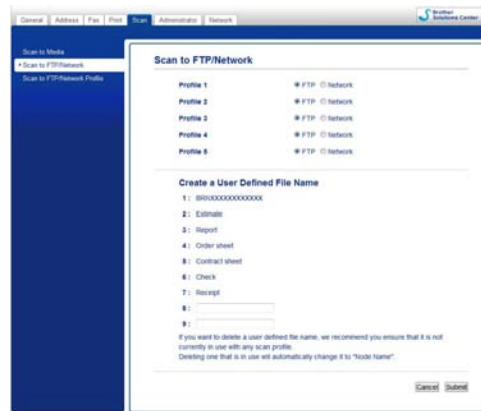 General Address Fax Print Scan Administrator Network
Brother
Solutions Center
Scan to Media
Scan to FTP/Network
Scan to FTP/Network Profile
Scan to FTP/Network
Profile 1 FTP Network
Profile 2 FTP Network
Profile 3 FTP Network
Profile 4 FTP Network
Profile 5 FTP Network
Create a User Defined File Name
1 : BRNXXXXXXXXXXXX
2 : Estimate
3 : Report
4 : Order sheet
5 : Contract sheet
6 : Check
7 : Receipt
8 :
9 :
If you want to delete a user defined file name, we recommend you ensure that it is not
currently in use with any scan profile.
Deleting one that is in use will automatically change it to "Node Name".
Cancel Submit